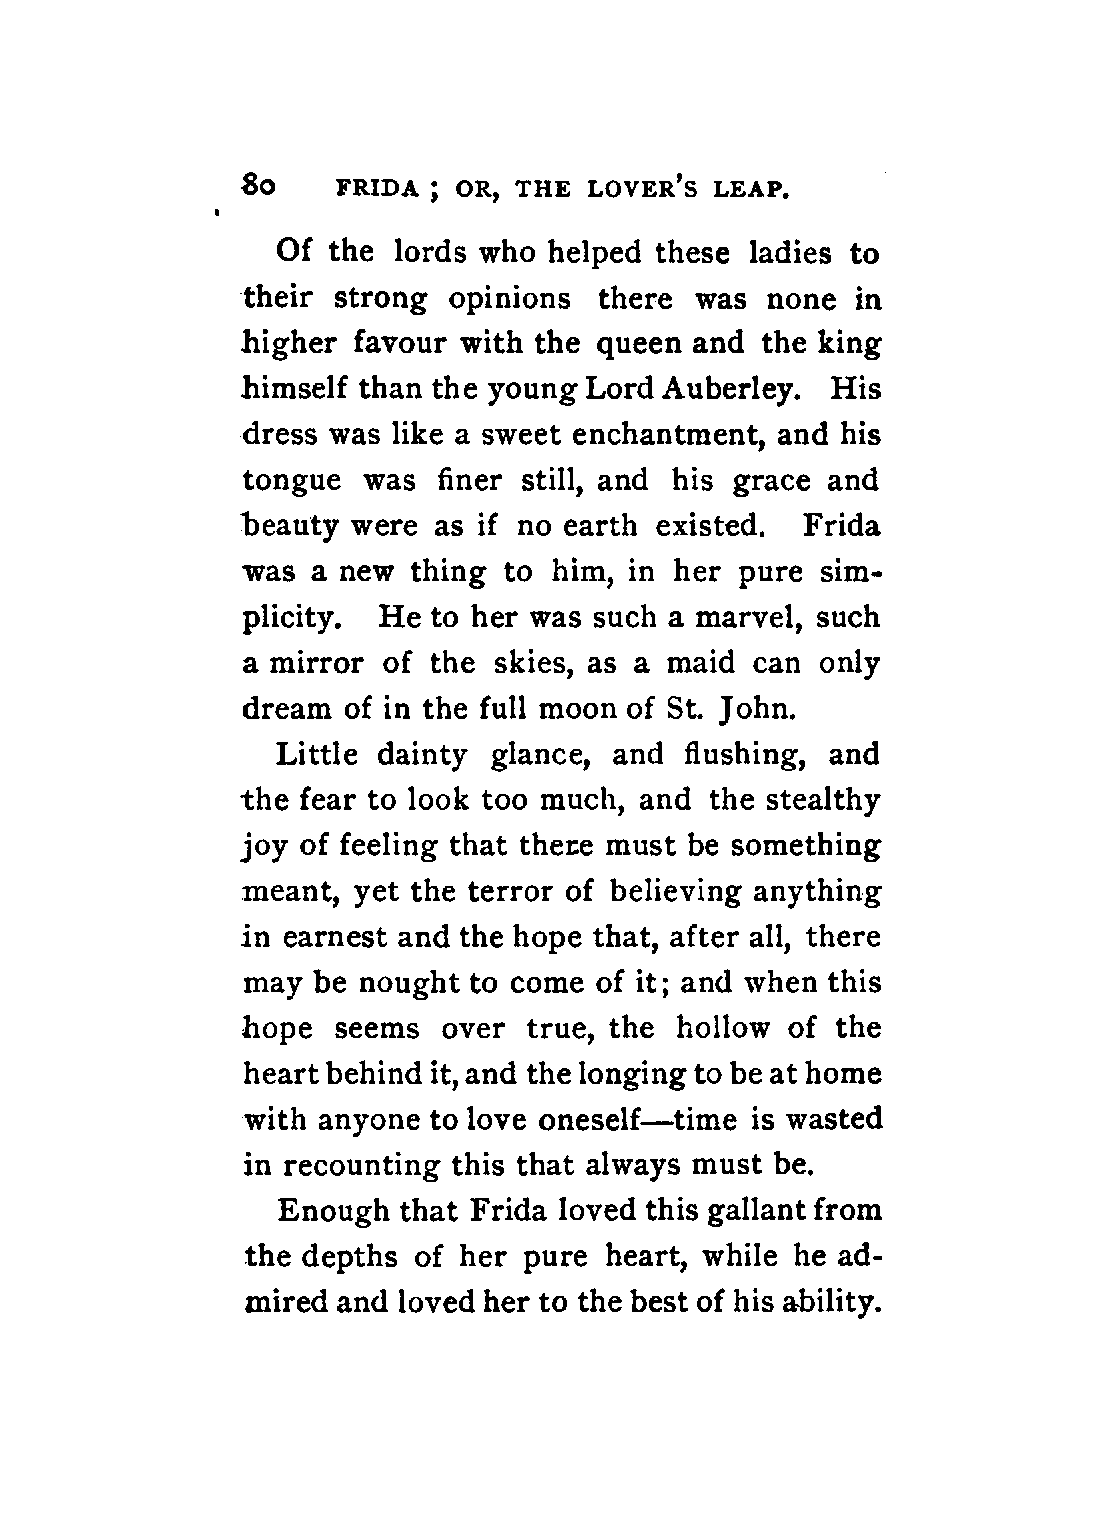 80 FRIDA ; OR, THE LOVER'S LEAP.
Of the lords who helped these ladies to
their strong opinions there was none in
higher favour with the queen and the king
himself than the young Lord Auberley. His
dress was like a sweet enchantment, and his
tongue was finer still, and his grace and
beauty were as if no earth existed. Frida
was a new thing to him, in her pure sim-
plicity. He to her was such a marvel, such
a mirror of the skies, as a maid can only
dream of in the full moon of St. John.
Little dainty glance, and flushing, and
the fear to look too much, and the stealthy
joy of feeling that there must be something
meant, yet the terror of believing anything
in earnest and the hope that, after all, there
may be nought to come of it; and when this
hope seems over true, the hollow of the
heart behind it, and the longing to be at home
with anyone to love oneself—time is wasted
in recounting this that always must be.
Enough that Frida loved this gallant from
the depths of her pure heart, while he ad-
mired and loved her to the best of his ability.